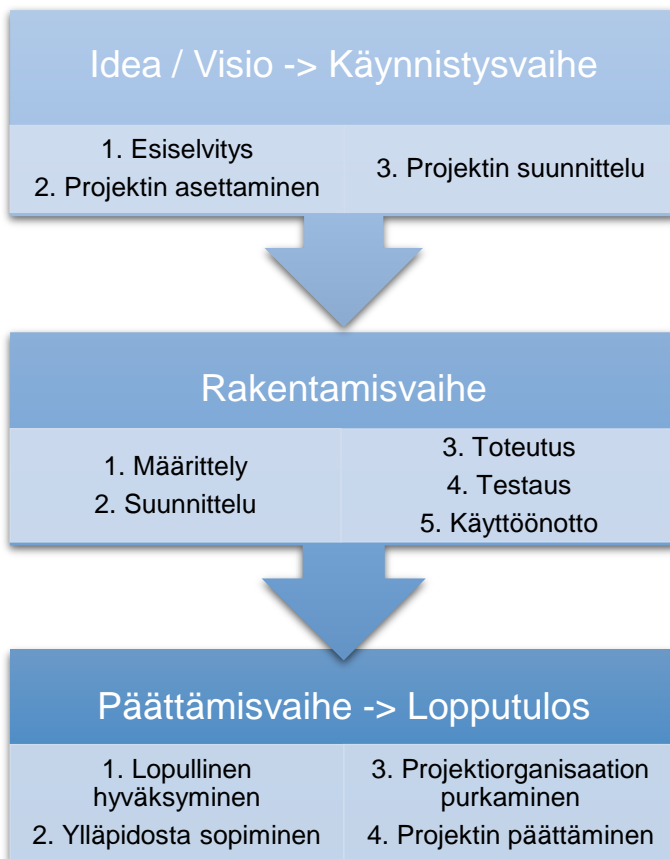 Idea / Visio -> Käynnistysvaihe
1. Esiselvitys
2. Projektin asettaminen
3. Projektin suunnittelu
Rakentamisvaihe
1. Määrittely
2. Suunnittelu
3. Toteutus
4. Testaus
5. Käyttöönotto
Päättämisvaihe -> Lopputulos
1. Lopullinen
hyväksyminen
2. Ylläpidosta sopiminen
3. Projektiorganisaation
purkaminen
4. Projektin päättäminen